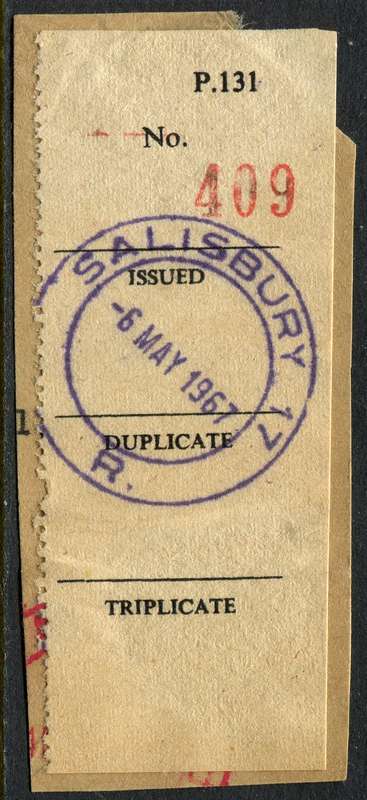 P.131
No.
409
ISSUED
SALISBURY 17
-6 MAY 1967
R.
DUPLICATE
TRIPLICATE